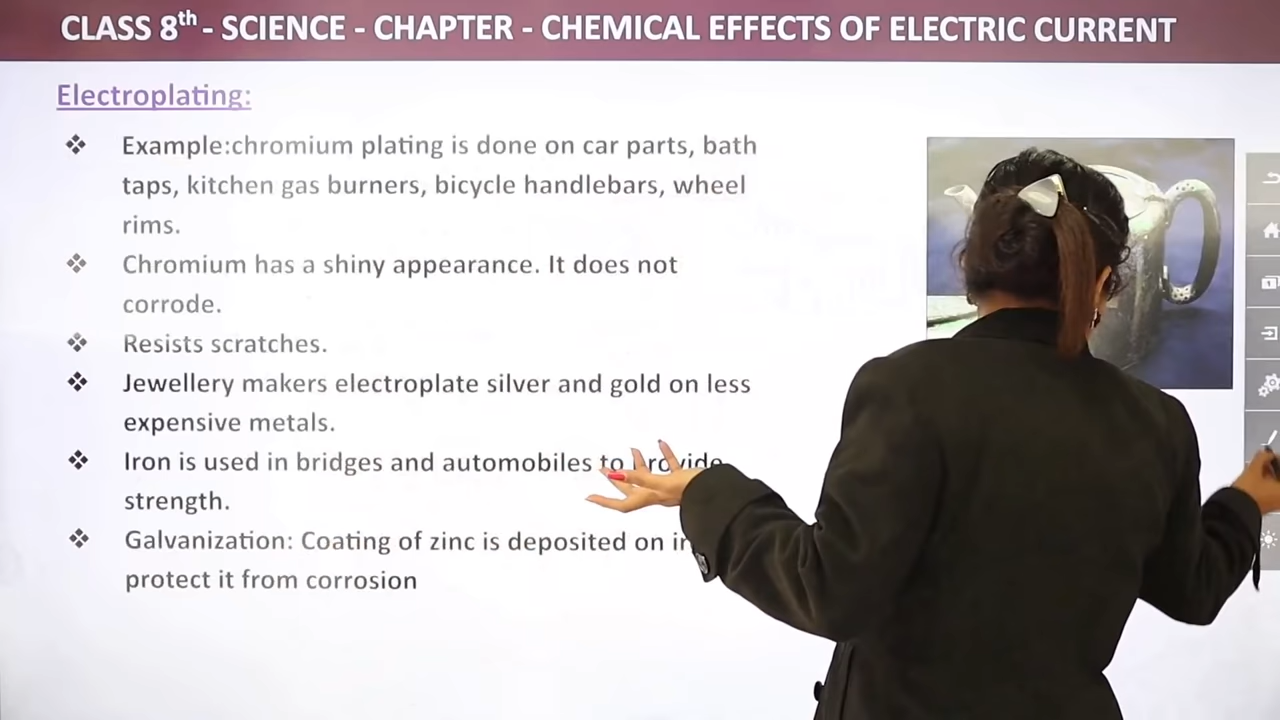 CLASS 8th - SCIENCE - CHAPTER - CHEMICAL EFFECTS OF ELECTRIC CURRENT
Electroplating:
❖ Example:chromium plating is done on car parts, bath
taps, kitchen gas burners, bicycle handlebars, wheel
rims.
❖ Chromium has a shiny appearance. It does not
corrode.
❖ Resists scratches.
❖ Jewellery makers electroplate silver and gold on less
expensive metals.
❖ Iron is used in bridges and automobiles to provide
strength.
❖ Galvanization: Coating of zinc is deposited on
protect it from corrosion